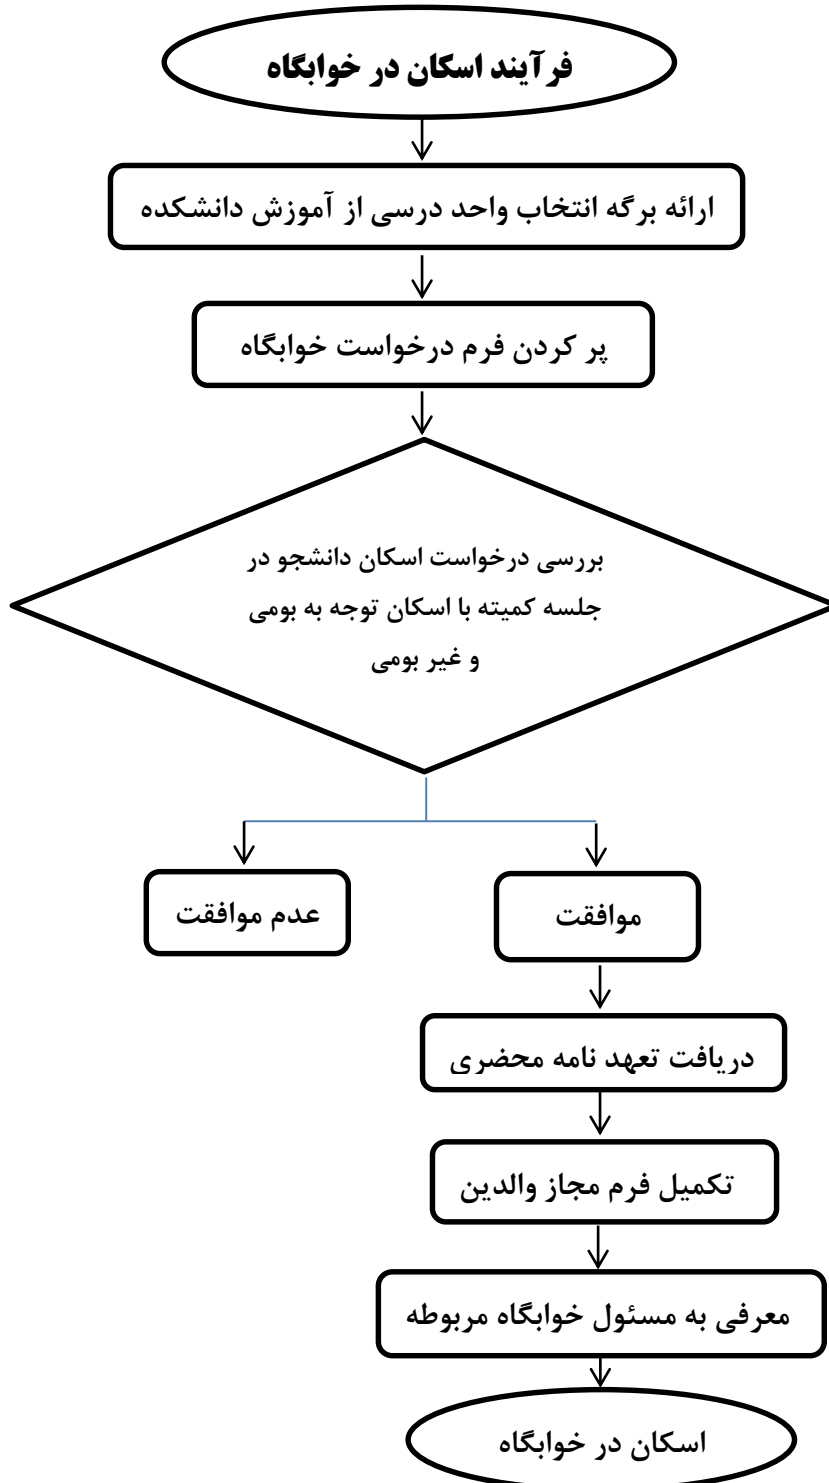 فرآیند اسکان در خوابگاه
ارائه برگه انتخاب واحد درسی از آموزش دانشکده
پر کردن فرم درخواست خوابگاه
بررسی درخواست اسکان دانشجو در
جلسه کمیته با اسکان توجه به بومی
و غیر بومی
موافقت
عدم موافقت
دریافت تعهد نامه محضری
تکمیل فرم مجاز والدین
معرفی به مسئول خوابگاه مربوطه
اسکان در خوابگاه